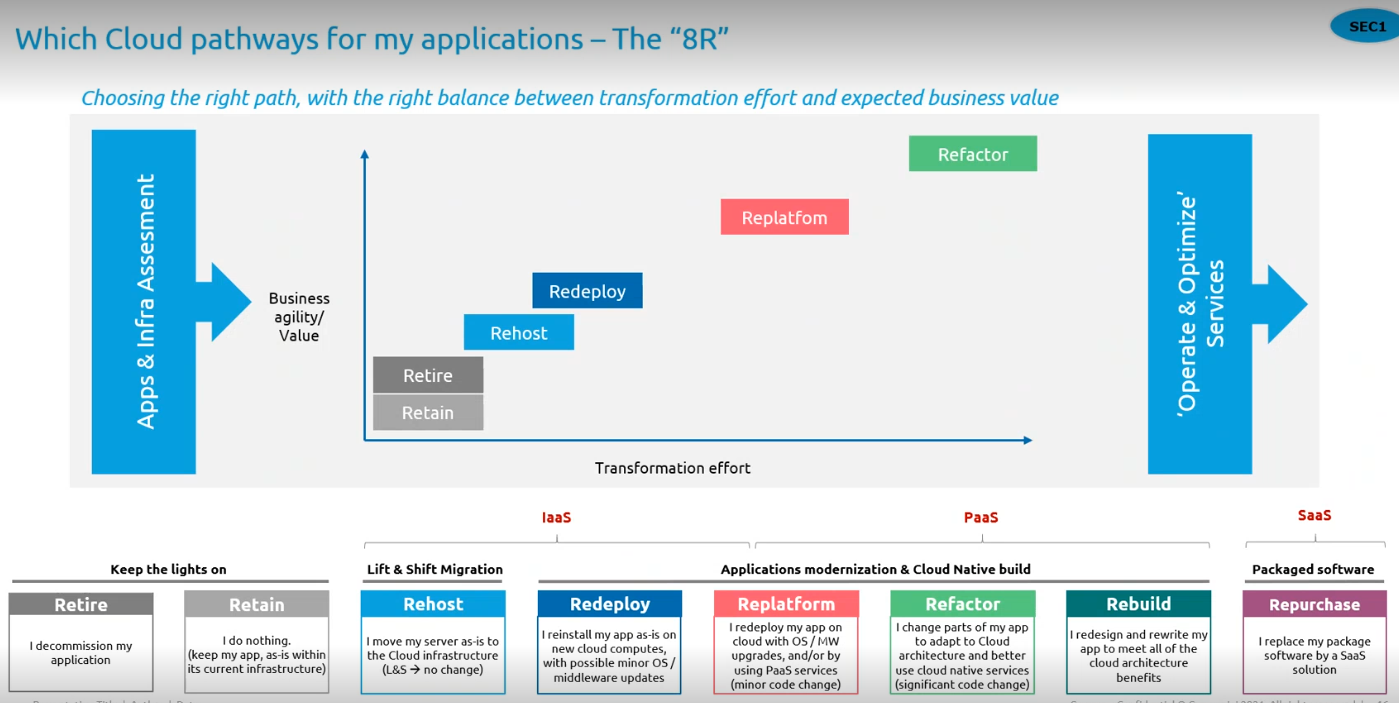 Which Cloud pathways for my applications – The “8R”
SEC1
Choosing the right path, with the right balance between transformation effort and expected business value
Apps & Infra Assesment
Business
agility/
Value
Refactor
Replatfom
Redeploy
Rehost
Retire
Retain
Transformation effort
‘Operate & Optimize’
Services
IaaS
PaaS
SaaS
Keep the lights on
Lift & Shift Migration
Applications modernization & Cloud Native build
Packaged software
Retire
I decommission my
application
Retain
I do nothing.
(keep my app, as-is within
its current infrastructure)
Rehost
I move my server as-is to
the Cloud infrastructure
(L&S → no change)
Redeploy
I reinstall my app as-is on
new cloud computes,
with possible minor OS /
middleware updates
Replatform
I redeploy my app on
cloud with OS / MW
upgrades, and/or by
using PaaS services
(minor code change)
Refactor
I change parts of my app
to adapt to Cloud
architecture and better
use cloud native services
(significant code change)
Rebuild
I redesign and rewrite my
app to meet all of the
cloud architecture
benefits
Repurchase
I replace my package
software by a SaaS
solution